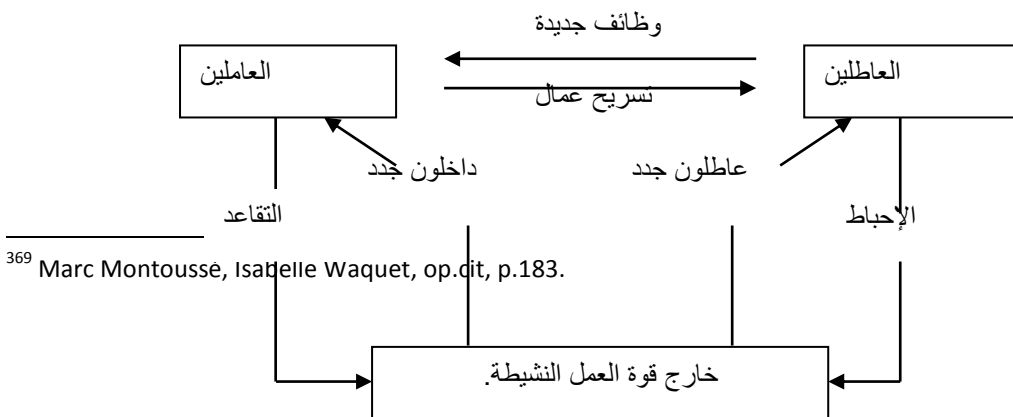 وظائف جديدة
العاطلين
العاملين
تسريح عمال
عاطلون جدد
داخلون جدد
الإحباط
التقاعد
369 Marc Montoussé, Isabelle Waquet, op.cit, p.183.
خارج قوة العمل النشيطة.